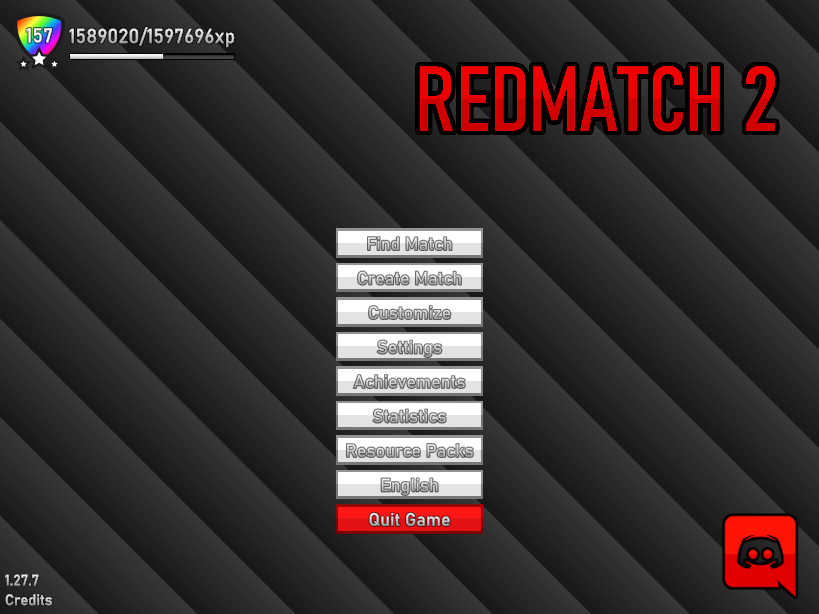 157
1589020/1597696xp
REDMATCH 2
Find Match
Create Match
Customize
Settings
Achievements
Statistics
Resource Packs
English
Quit Game
1.27.7
Credits